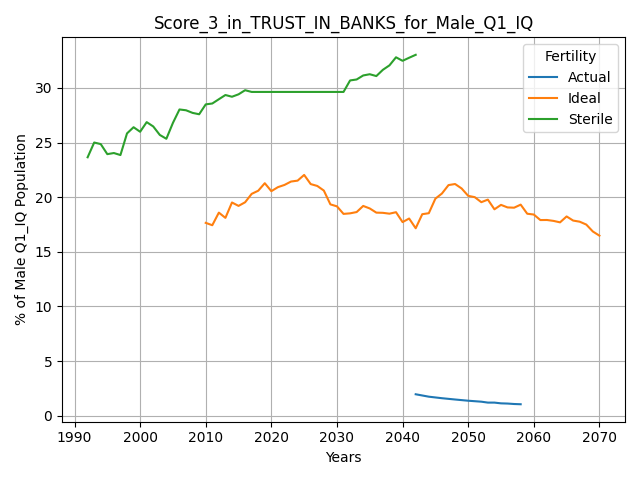 Score_3_in_TRUST_IN_BANKS_for_Male_Q1_IQ
% of Male Q1_IQ Population
30
25
20
15
10
5
0
Fertility
Actual
Ideal
Sterile
1990 2000 2010 2020 2030 2040 2050 2060 2070
Years